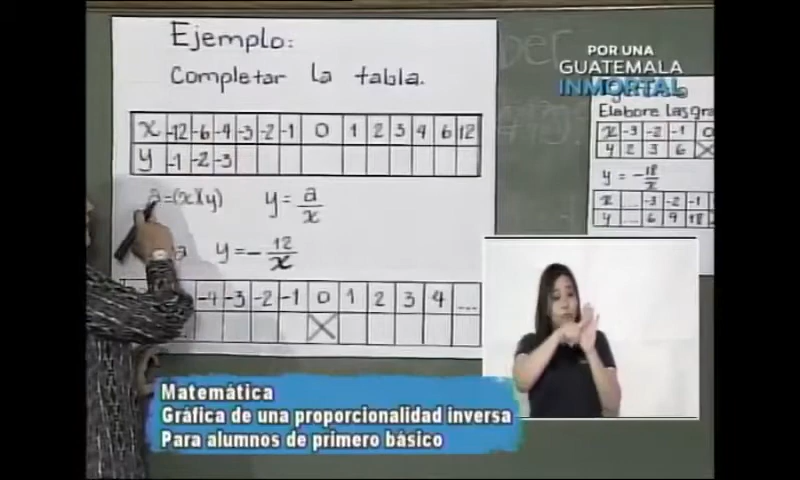 Ejemplo:
Completar la tabla.
x -12 -6 -4 -3 -2 -1 0 1 2 3 4 6 12
y -1 -2 -3
a=(x)(y) y= a/x
a y=- 12/x
-4 -3 -2 -1 0 1 2 3 4 ...
POR UNA
GUATEMALA
INMORTAL
Elabore las gra
x -3 -2 -1 0
y 2 3 6
y = - 18/x
x ... -3 -2 -1
y ... 6 9 18
Matemática
Gráfica de una proporcionalidad inversa
Para alumnos de primero básico